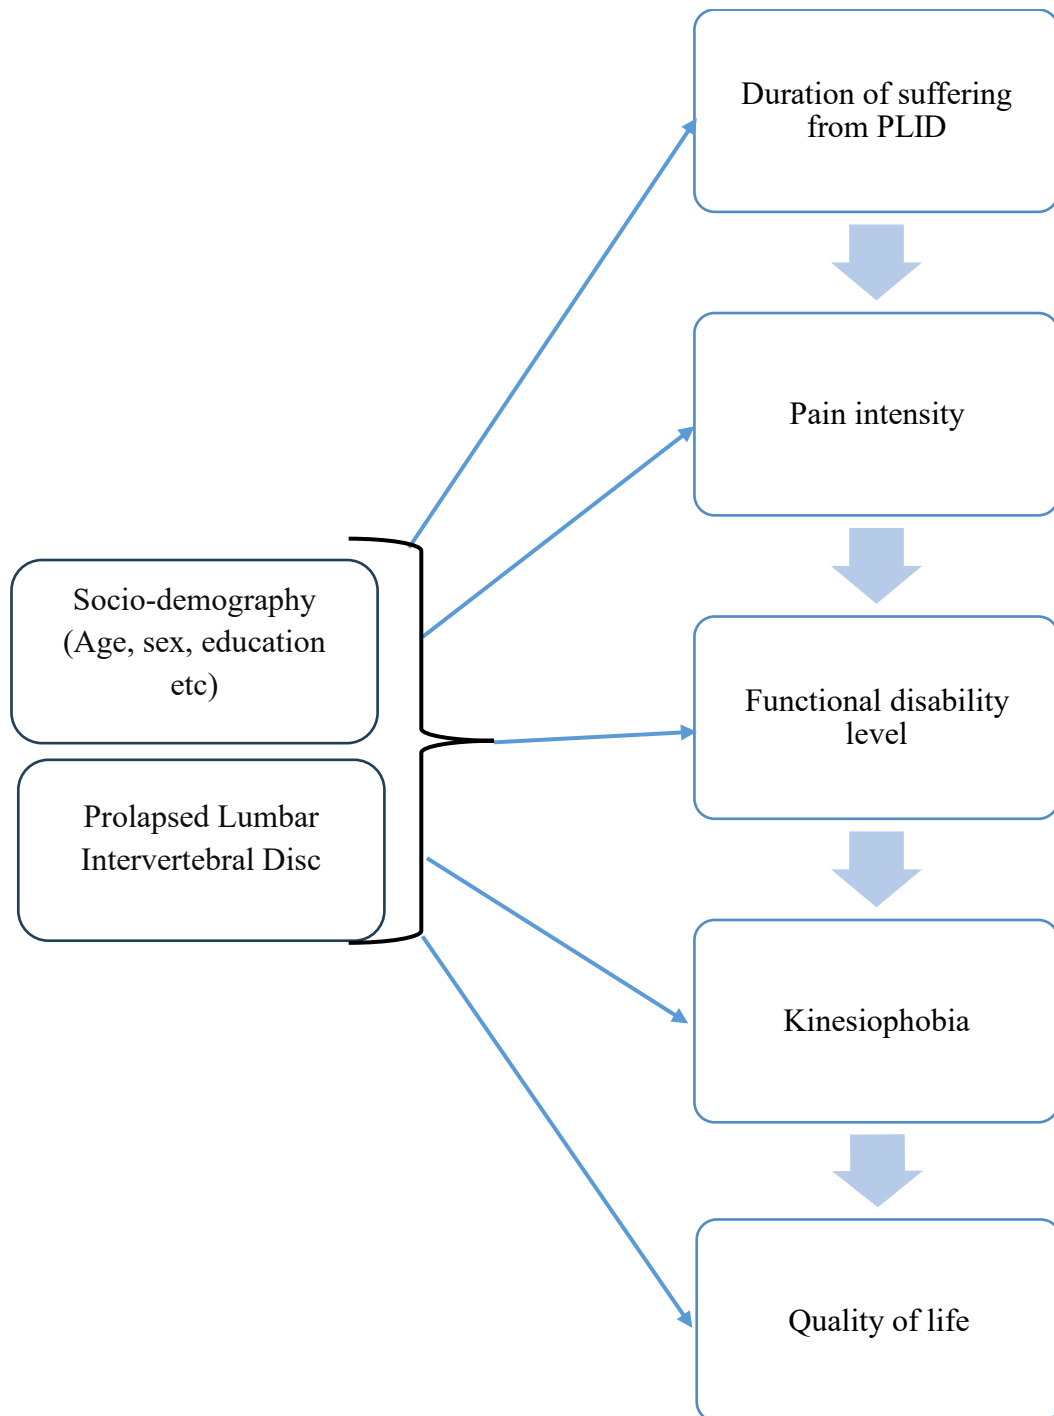 Duration of suffering
from PLID
Pain intensity
Socio-demography
(Age, sex, education
etc)
Functional disability
level
Prolapsed Lumbar
Intervertebral Disc
Kinesiophobia
Quality of life